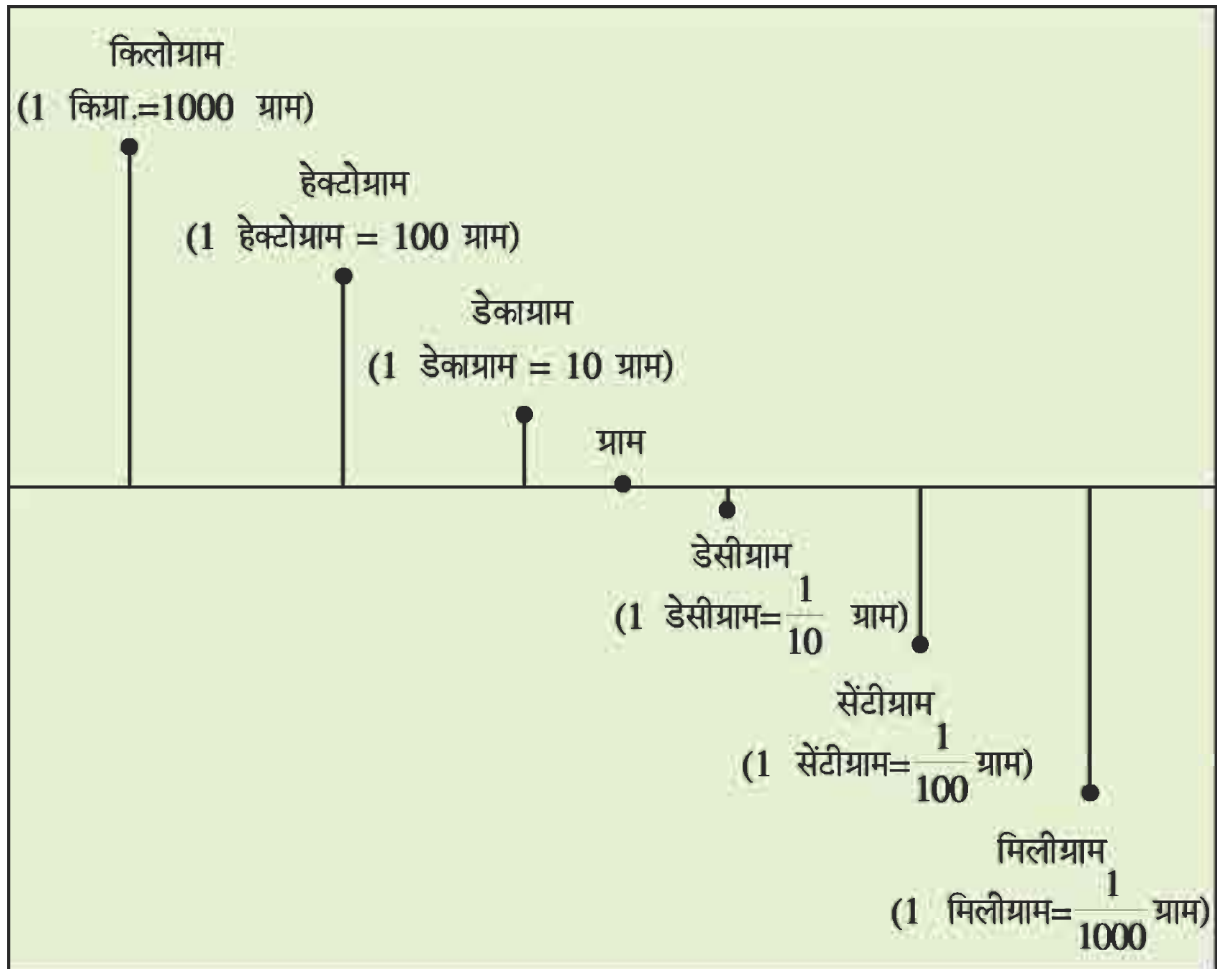 किलोग्राम
(1 किग्रा.=1000 ग्राम)
हेक्टोग्राम
(1 हेक्टोग्राम = 100 ग्राम)
डेकाग्राम
(1 डेकाग्राम = 10 ग्राम)
ग्राम
डेसीग्राम
(1 डेसीग्राम=1/10 ग्राम)
सेंटीग्राम
(1 सेंटीग्राम=1/100 ग्राम)
मिलीग्राम
(1 मिलीग्राम=1/1000 ग्राम)